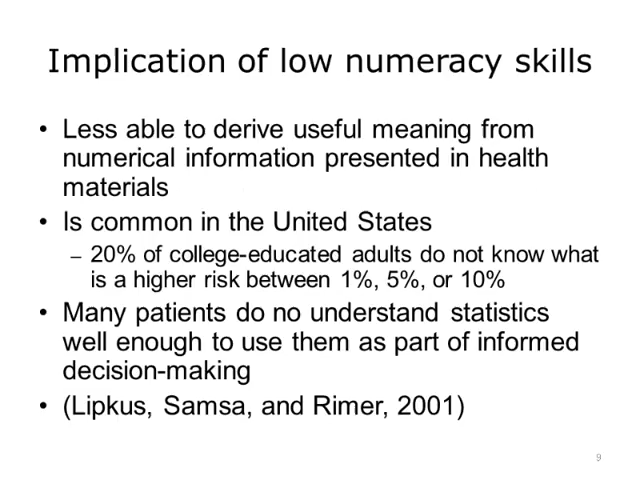 Implication of low numeracy skills
• Less able to derive useful meaning from
numerical information presented in health
materials
• Is common in the United States
– 20% of college-educated adults do not know what
is a higher risk between 1%, 5%, or 10%
• Many patients do no understand statistics
well enough to use them as part of informed
decision-making
• (Lipkus, Samsa, and Rimer, 2001)
9